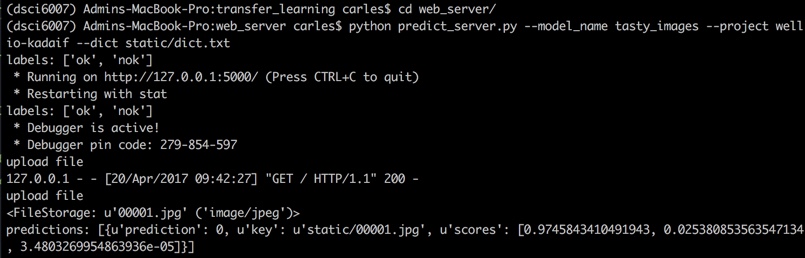 (dsci6007) Admins-MacBook-Pro:transfer_learning carles$ cd web_server/
(dsci6007) Admins-MacBook-Pro:web_server carles$ python predict_server.py --model_name tasty_images --project well
io-kadaif --dict static/dict.txt
labels: ['ok', 'nok']
 * Running on http://127.0.0.1:5000/ (Press CTRL+C to quit)
 * Restarting with stat
labels: ['ok', 'nok']
 * Debugger is active!
 * Debugger pin code: 279-854-597
upload file
127.0.0.1 - - [20/Apr/2017 09:42:27] "GET / HTTP/1.1" 200 -
upload file
<FileStorage: u'00001.jpg' ('image/jpeg')>
predictions: [{u'prediction': 0, u'key': u'static/00001.jpg', u'scores': [0.9745843410491943, 0.025380853563547134
, 3.4803269954863936e-05]}]